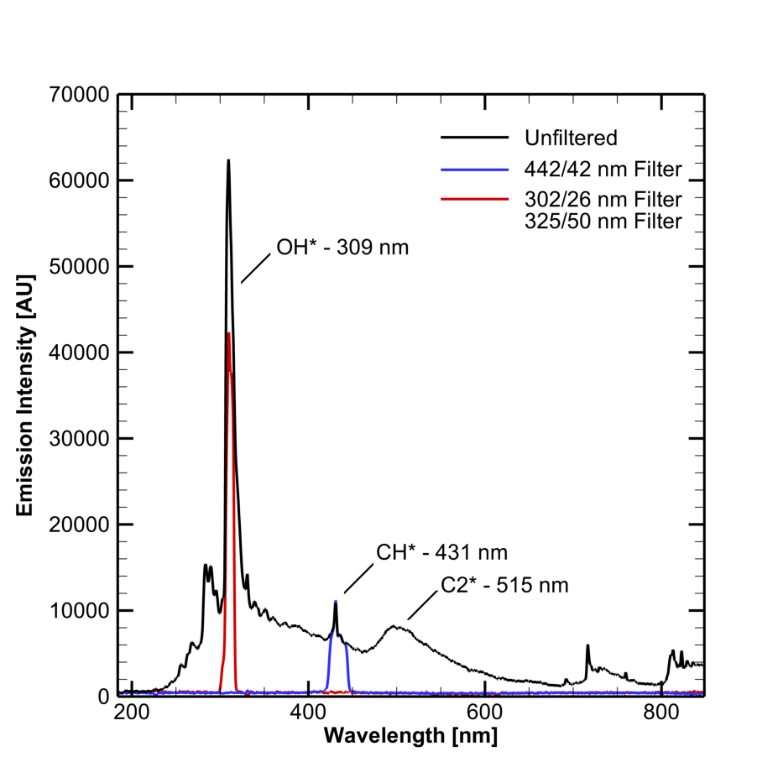 70000
60000
50000
40000
30000
20000
10000
0
Emission Intensity [AU]
Unfiltered
442/42 nm Filter
302/26 nm Filter
325/50 nm Filter
OH* - 309 nm
CH* - 431 nm
C2* - 515 nm
200 400 600 800
Wavelength [nm]